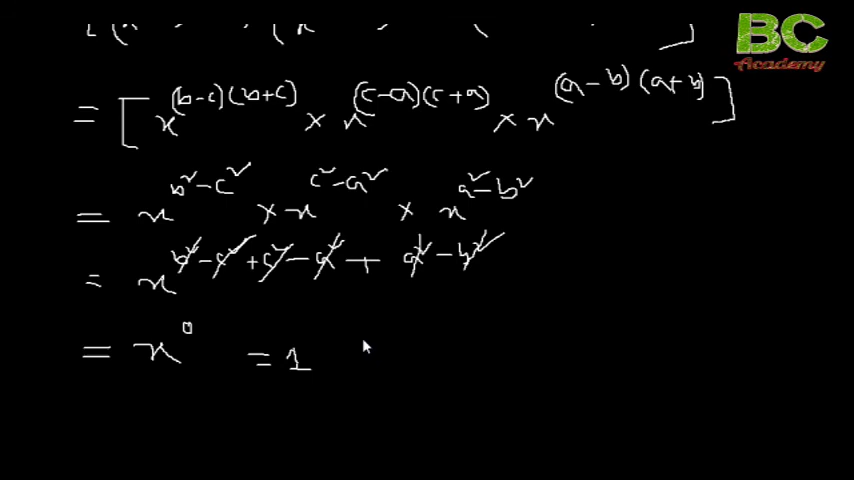 BC
Academy
= [x^(b-c)(b+c) × x^(c-a)(c+a) × x^(a-b)(a+b)]
= x^b²-c² × x^c²-a² × x^a²-b²
= x^b²-c²+c²-a²+a²-b²
= x^0 = 1